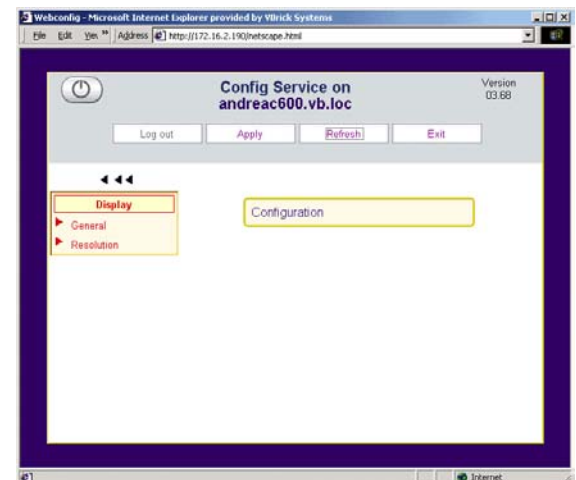 Webconfig - Microsoft Internet Explorer provided by VBrick Systems
File Edit View » Address http://172.16.2.190/netscape.html
Config Service on
andreac600.vb.loc
Version
03.68
Log out Apply Refresh Exit
Display
General
Resolution
Configuration
Internet